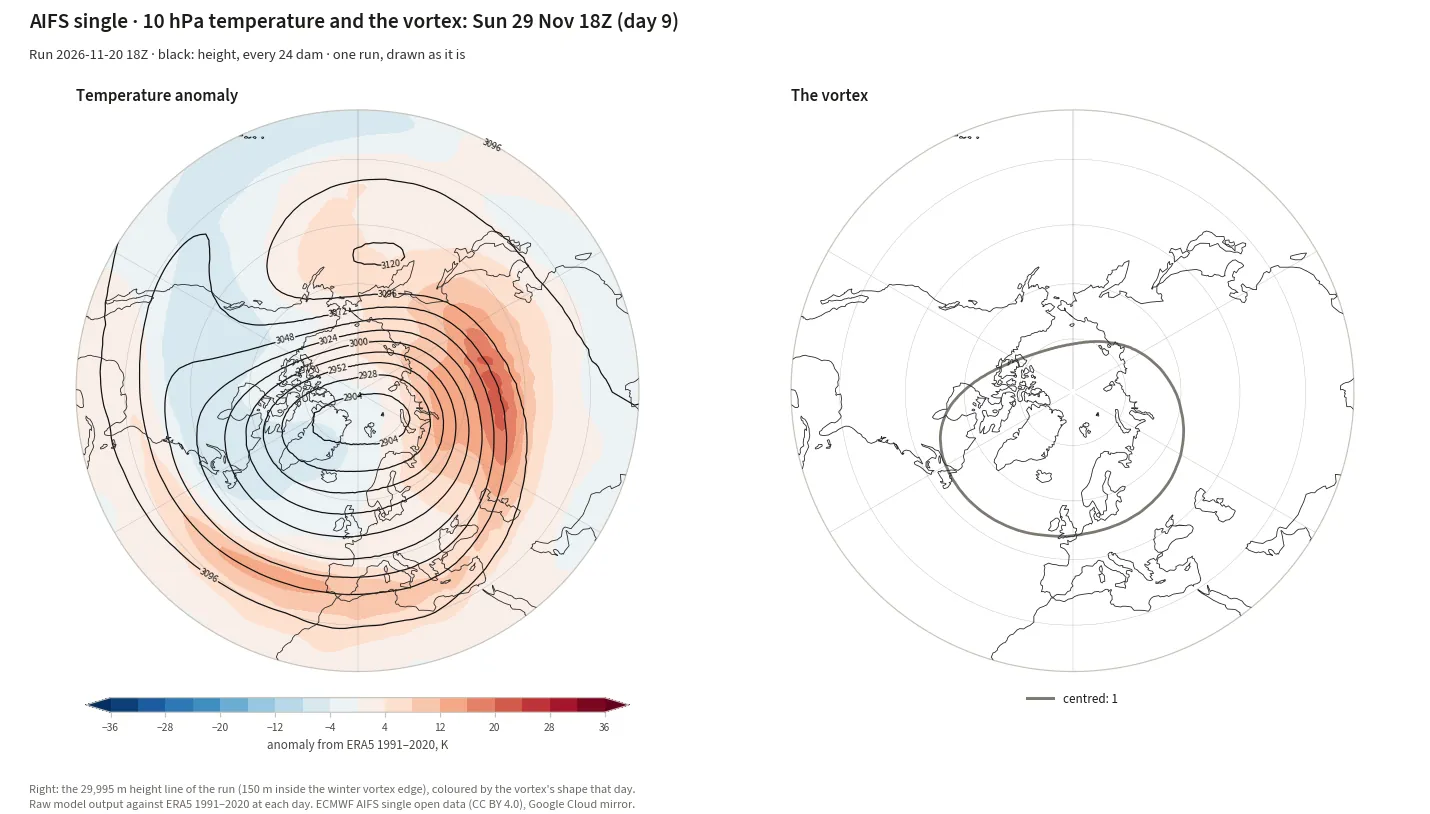 AIFS single · 10 hPa temperature and the vortex: Sun 29 Nov 18Z (day 9)
Run 2026-11-20 18Z · black: height, every 24 dam · one run, drawn as it is
Temperature anomaly
The vortex
3096
3120
3096
3072
3048
3024
3000
2952
2928
2904
2904
3096
−36 −28 −20 −12 −4 4 12 20 28 36
anomaly from ERA5 1991–2020, K
centred: 1
Right: the 29,995 m height line of the run (150 m inside the winter vortex edge), coloured by the vortex's shape that day.
Raw model output against ERA5 1991–2020 at each day. ECMWF AIFS single open data (CC BY 4.0), Google Cloud mirror.